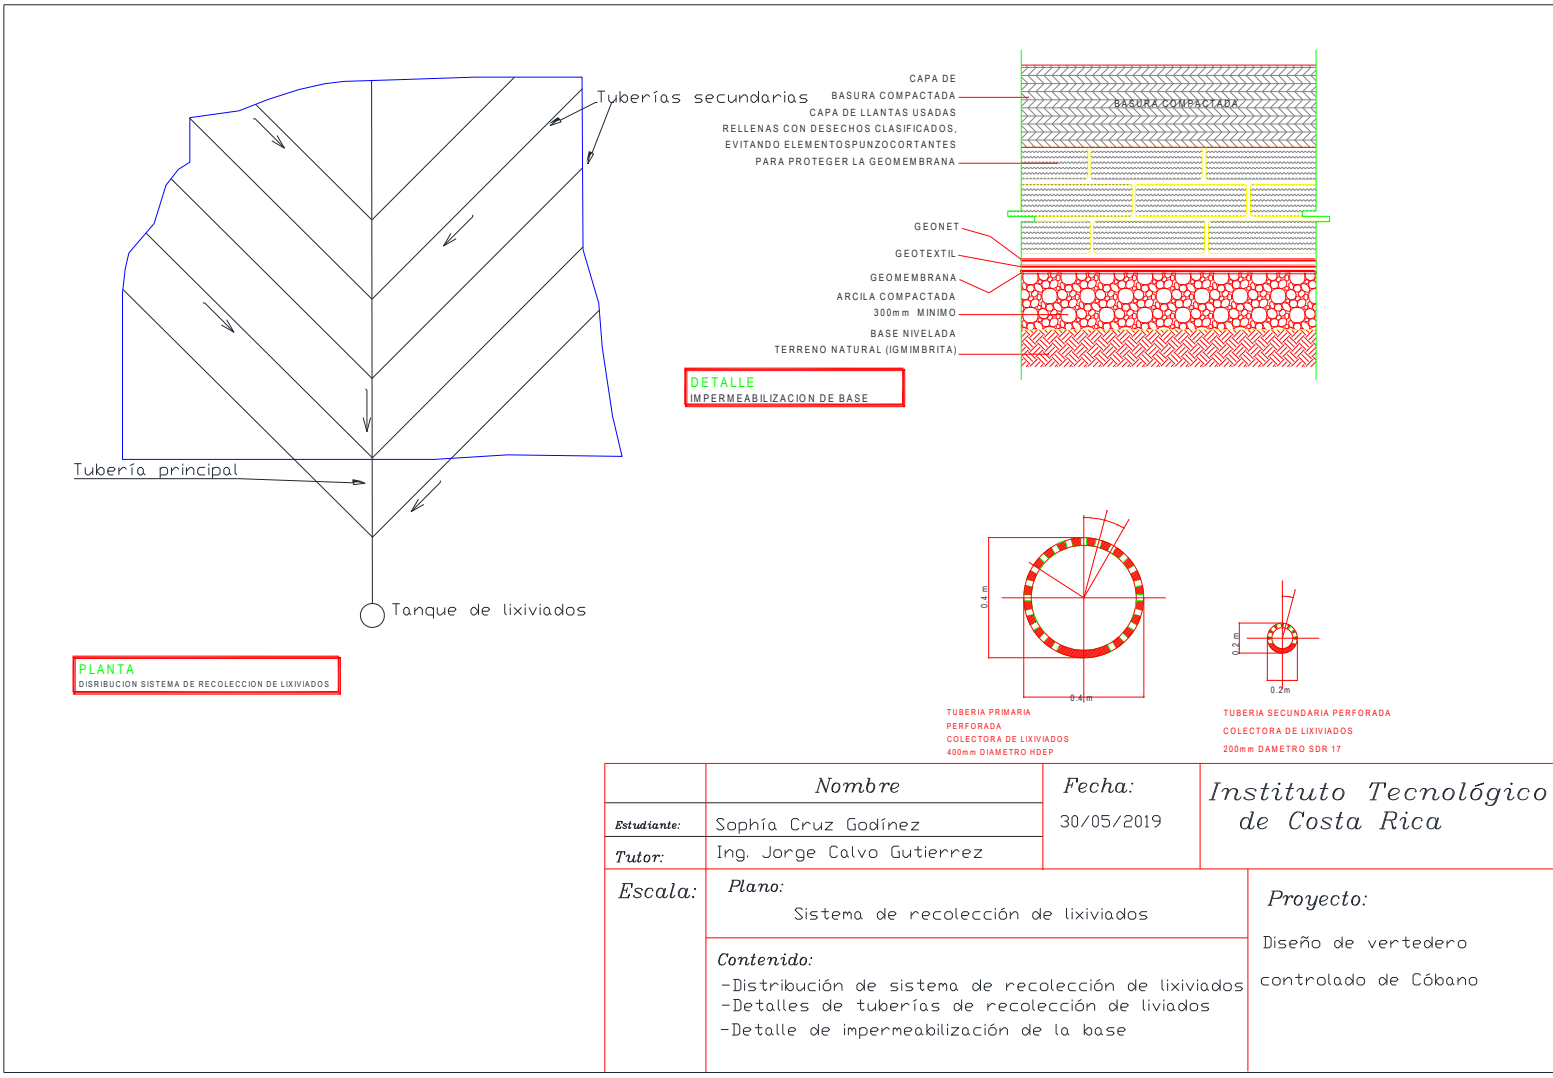 Tuberías secundarias
Tubería principal
Tanque de lixiviados
PLANTA
DISRIBUCION SISTEMA DE RECOLECCION DE LIXIVIADOS
CAPA DE
BASURA COMPACTADA
CAPA DE LLANTAS USADAS
RELLENAS CON DESECHOS CLASIFICADOS,
EVITANDO ELEMENTOSPUNZOCORTANTES
PARA PROTEGER LA GEOMEMBRANA
BASURA COMPACTADA
GEONET
GEOTEXTIL
GEOMEMBRANA
ARCILA COMPACTADA
300mm MINIMO
BASE NIVELADA
TERRENO NATURAL (IGMIMBRITA)
DETALLE
IMPERMEABILIZACION DE BASE
0.4 m
0.4 m
TUBERIA PRIMARIA
PERFORADA
COLECTORA DE LIXIVIADOS
400mm DIAMETRO HDEP
0.2 m
0.2m
TUBERIA SECUNDARIA PERFORADA
COLECTORA DE LIXIVIADOS
200mm DAMETRO SDR 17
Nombre
Estudiante: Sophía Cruz Godínez
Tutor: Ing. Jorge Calvo Gutierrez
Fecha:
30/05/2019
Instituto Tecnológico
de Costa Rica
Escala:
Plano:
Sistema de recolección de lixiviados
Contenido:
-Distribución de sistema de recolección de lixiviados
-Detalles de tuberías de recolección de liviados
-Detalle de impermeabilización de la base
Proyecto:
Diseño de vertedero
controlado de Cóbano